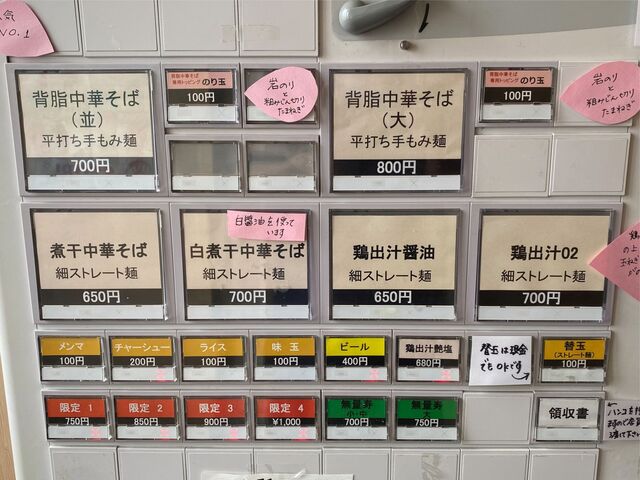 人気
NO.1
背脂中華そば
(並)
平打ち手もみ麺
700円
背脂中華そば
専用トッピング のり玉
100円
岩のり
と
粗みじん切り
たまねぎ
背脂中華そば
(大)
平打ち手もみ麺
800円
背脂中華そば
専用トッピング のり玉
100円
岩のり
と
粗みじん切り
たまねぎ
煮干中華そば
細ストレート麺
650円
白醤油を使って
います
白煮干中華そば
細ストレート麺
700円
鶏出汁醤油
細ストレート麺
650円
鶏出汁02
細ストレート麺
700円
鶏
の上
玉ねぎ
メンマ
100円
チャーシュー
200円
ライス
100円
味 玉
100円
ビール
400円
鶏出汁艶塩
680円
替玉は現金
でもOKです
替玉
(ストレート麺)
100円
限定 1
750円
限定 2
850円
限定 3
900円
限定 4
¥1,000
無量寿
小・中
700円
無量寿
大
750円
領収書